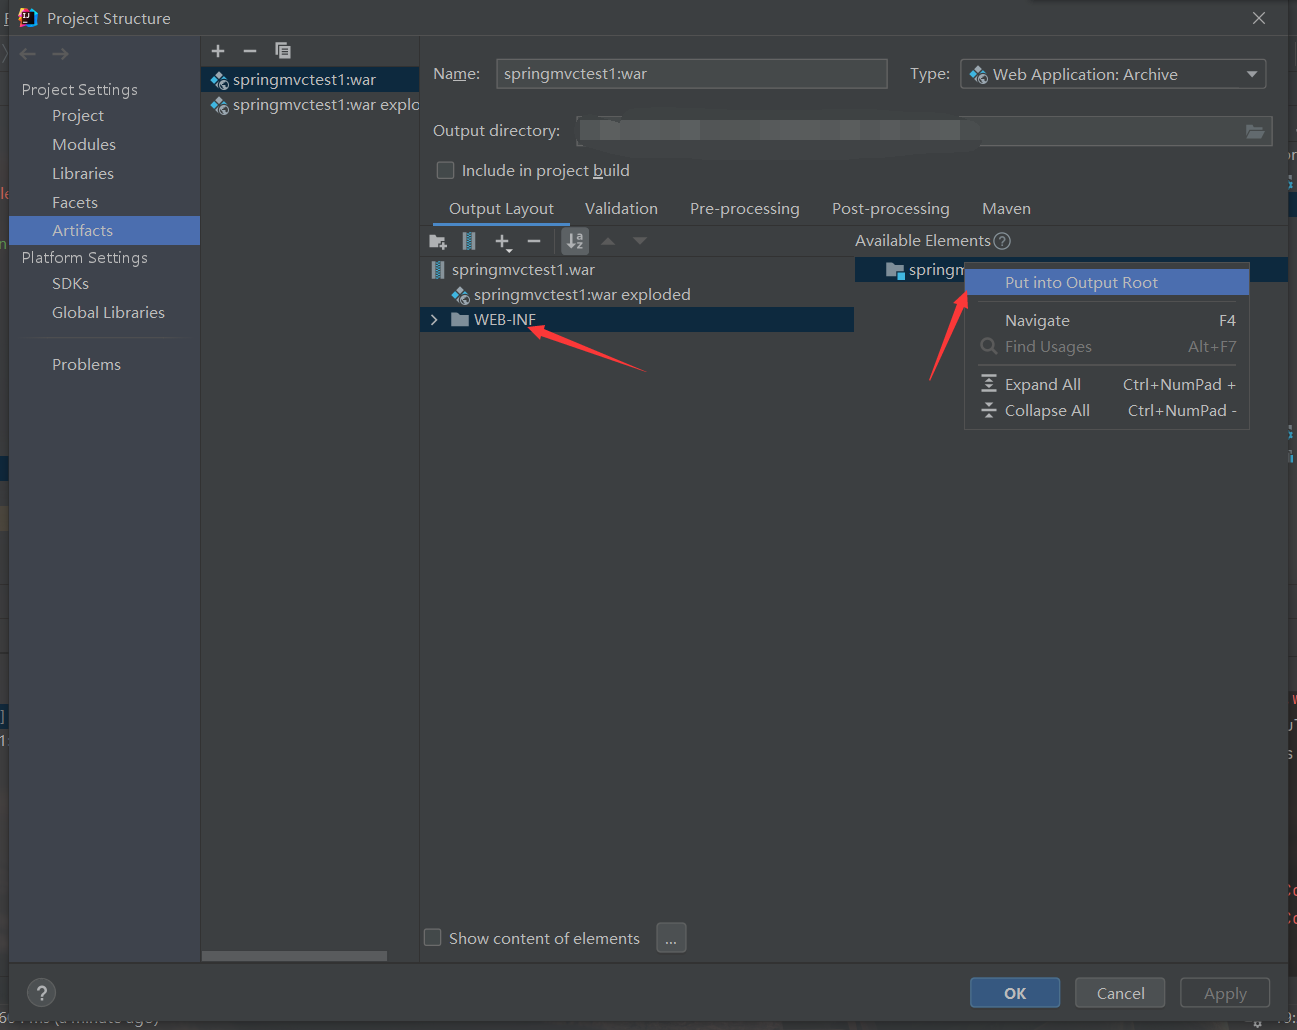 Project Structure
Project Settings
Project
Modules
Libraries
Facets
Artifacts
Platform Settings
SDKs
Global Libraries
Problems
springmvctest1:war
springmvctest1:war explo
Name: springmvctest1:war
Type: Web Application: Archive
Output directory:
Include in project build
Output Layout Validation Pre-processing Post-processing Maven
Available Elements
springmvctest1.war
springmvctest1:war exploded
WEB-INF
springm
Put into Output Root
Navigate F4
Find Usages Alt+F7
Expand All Ctrl+NumPad +
Collapse All Ctrl+NumPad -
Show content of elements ...
? OK Cancel Apply